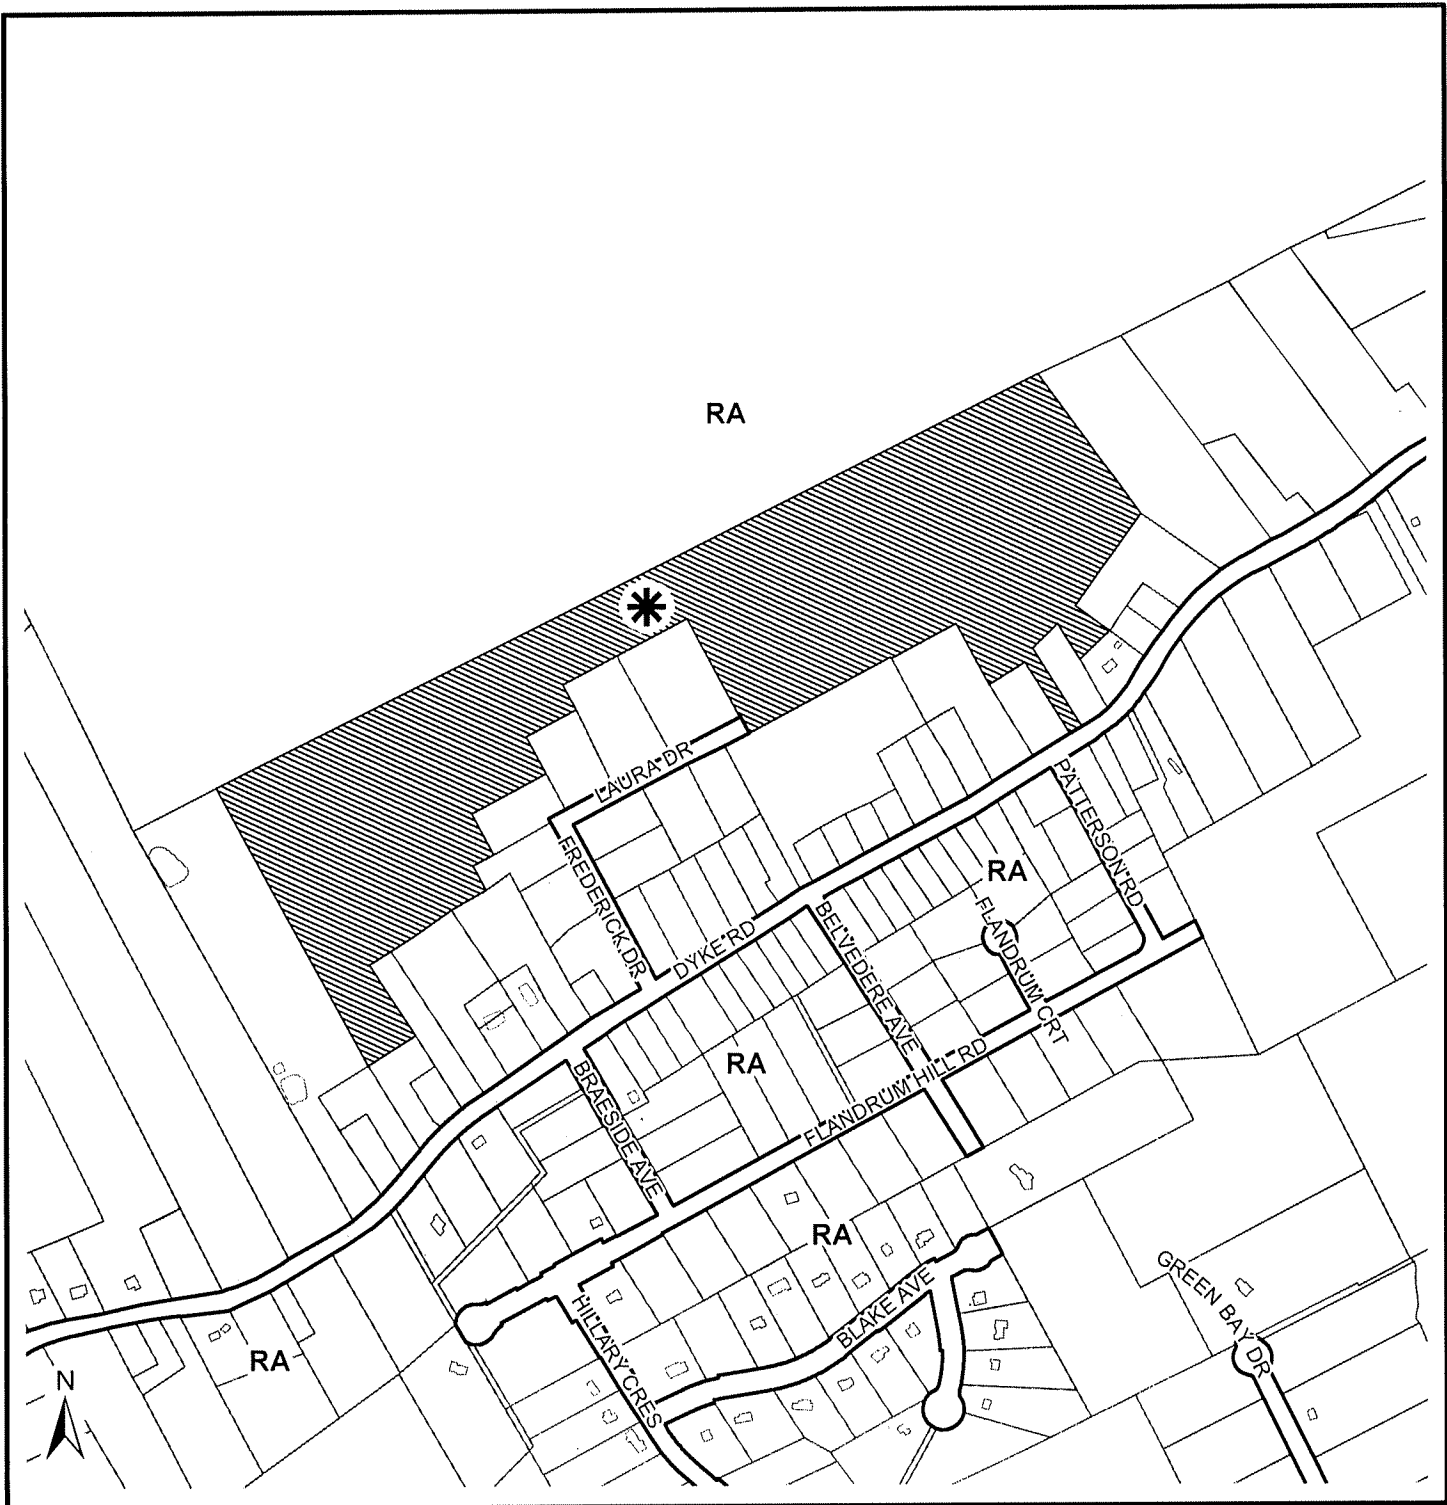 RA
LAURA DR
FREDERICK DR
DYKE RD
PATTERSON RD
RA
FLANDRUM CRT
BELVEDERE AVE
RA
BRAESIDE AVE
FLANDRUM HILL RD
RA
GREEN BAY DR
BLAKE AVE
HILLARY CRES
RA
N